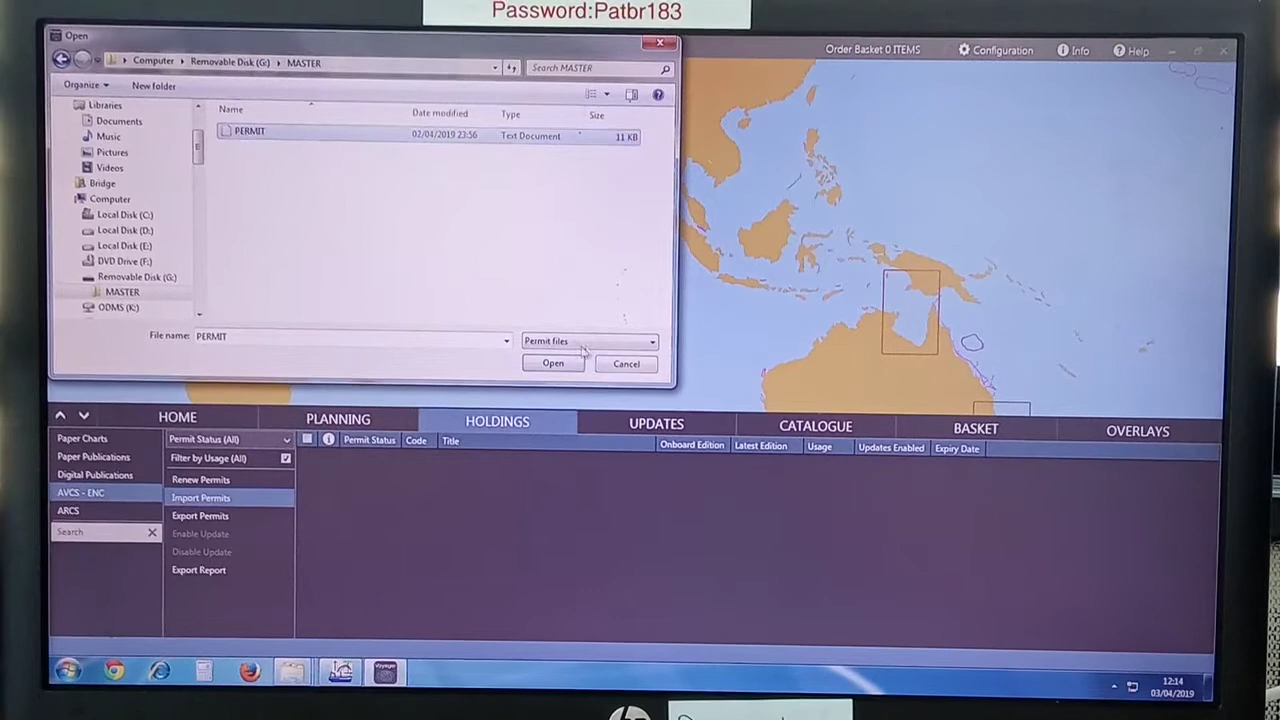 Password:Patbr183
Open
Computer Removable Disk (G:) MASTER
Search MASTER
Order Basket 0 ITEMS
Configuration
Info
Help
Organize
New folder
Libraries
Documents
Music
Pictures
Videos
Bridge
Computer
Local Disk (C:)
Local Disk (D:)
Local Disk (E:)
DVD Drive (F:)
Removable Disk (G:)
MASTER
ODMS (K:)
Name Date modified Type Size
PERMIT 02/04/2019 23:56 Text Document 11 KB
File name: PERMIT
Permit files
Open Cancel
HOME PLANNING HOLDINGS UPDATES CATALOGUE BASKET OVERLAYS
Paper Charts
Paper Publications
Digital Publications
AVCS - ENC
ARCS
Search
Permit Status (All)
Filter by Usage (All)
Renew Permits
Import Permits
Export Permits
Enable Update
Disable Update
Export Report
Permit Status Code Title Onboard Edition Latest Edition Usage Updates Enabled Expiry Date
12:14
03/04/2019
hp